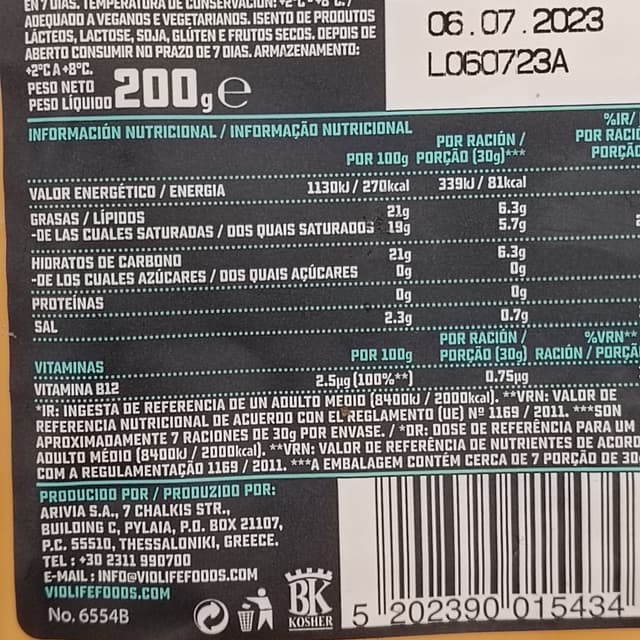 EN 7 DÍAS. TEMPERATURA DE CONSERVACIÓN: +2°C
ADECUADO A VEGANOS E VEGETARIANOS. ISENTO DE PRODUTOS
LÁCTEOS, LACTOSE, SOJA, GLÚTEN E FRUTOS SECOS. DEPOIS DE
ABERTO CONSUMIR NO PRAZO DE 7 DIAS. ARMAZENAMENTO:
+2°C A +8°C.
PESO NETO
PESO LÍQUIDO 200g e
06.07.2023
L060723A
INFORMACIÓN NUTRICIONAL / INFORMAÇÃO NUTRICIONAL
POR 100g POR RACIÓN / PORÇÃO (30g)*** %IR/ POR RACIÓ PORÇÃO
VALOR ENERGÉTICO / ENERGIA 1130kJ / 270kcal 339kJ / 81kcal
GRASAS / LÍPIDOS 21g 6.3g
-DE LAS CUALES SATURADAS / DOS QUAIS SATURADOS 19g 5.7g
HIDRATOS DE CARBONO 21g 6.3g
-DE LOS CUALES AZÚCARES / DOS QUAIS AÇÚCARES 0g 0g
PROTEÍNAS 0g 0g
SAL 2.3g 0.7g
VITAMINAS POR 100g POR RACIÓN / PORÇÃO (30g) %VRN** RACIÓN / PORÇÃ
VITAMINA B12 2.5µg (100%**) 0.75µg
*IR: INGESTA DE REFERENCIA DE UN ADULTO MEDIO (8400kJ / 2000kcal). **VRN: VALOR DE
REFERENCIA NUTRICIONAL DE ACUERDO CON EL REGLAMENTO (UE) Nº 1169 / 2011. ***SON
APROXIMADAMENTE 7 RACIONES DE 30g POR ENVASE. / *DR: DOSE DE REFERÊNCIA PARA UM
ADULTO MÉDIO (8400kJ / 2000kcal). **VRN: VALOR DE REFERÊNCIA DE NUTRIENTES DE ACORD
COM A REGULAMENTAÇÃO 1169 / 2011. ***A EMBALAGEM CONTÉM CERCA DE 7 PORÇÃO DE 30
PRODUCIDO POR / PRODUZIDO POR:
ARIVIA S.A., 7 CHALKIS STR.,
BUILDING C, PYLAIA, P.O. BOX 21107,
P.C. 55510, THESSALONIKI, GREECE.
TEL : +30 2311 990700
E-MAIL : INFO@VIOLIFEFOODS.COM
VIOLIFEFOODS.COM
No. 6554B
BK
KOSHER
5 202390 015434